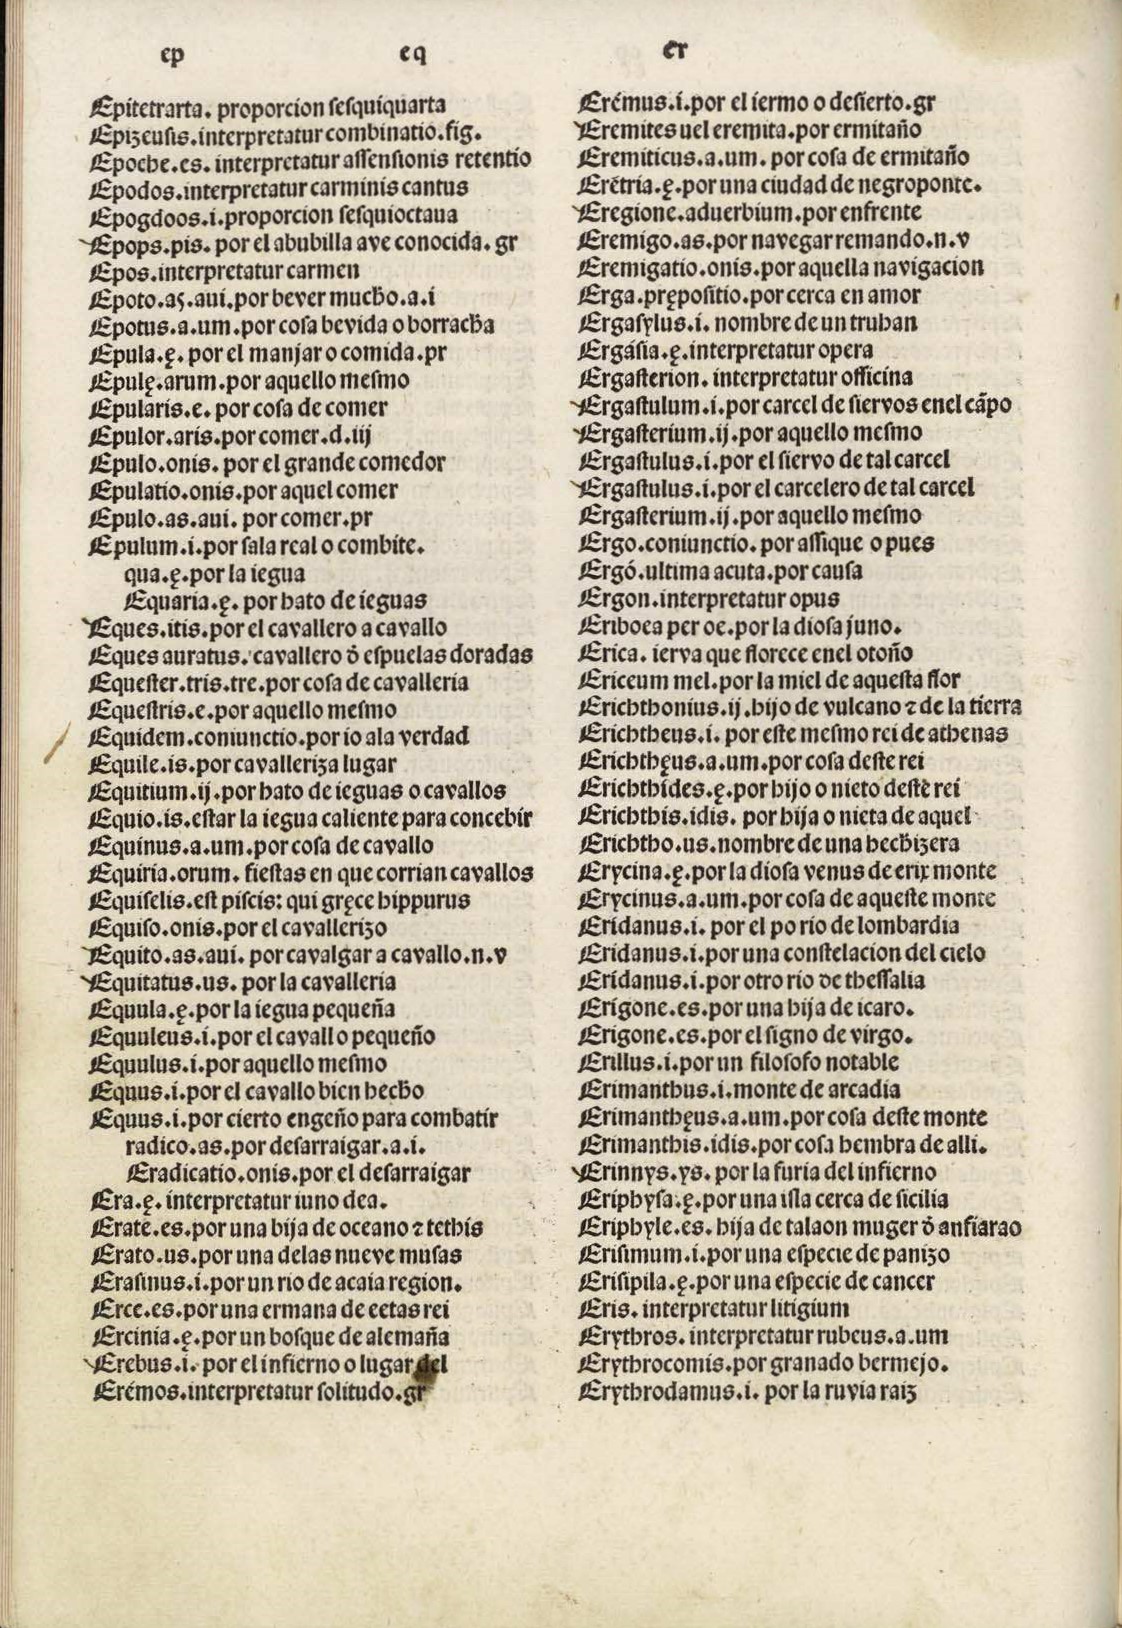 ep
eq
er
Epitetrarta. proporcion sesquiquarta
Epizeusis.interpretatur combinatio.fig.
Epoche.es. interpretatur assensionis retentio
Epodos.interpretatur carminis cantus
Epogdoos.i.proporcion sesquioctaua
Epops.pis. por el abubilla ave conocida. gr
Epos.interpretatur carmen
Epoto.as.aui.por bever mucho.a.i
Epotus.a.um.por cosa bevida o borracha
Epula.ę. por el manjar o comida.pr
Epulę.arum.por aquello mesmo
Epularis.e. por cosa de comer
Epulor.aris.por comer.d.iij
Epulo.onis. por el grande comedor
Epulatio.onis.por aquel comer
Epulo.as.aui. por comer.pr
Epulum.i.por sala real o combite.
qua.ę.por la iegua
Equaria.ę. por hato de ieguas
Eques.itis.por el cavallero a cavallo
Eques auratus. cavallero õ espuelas doradas
Equester.tris.tre.por cosa de cavalleria
Equestris.e.por aquello mesmo
Equidem.coniunctio.por io ala verdad
Equile.is.por cavalleriza lugar
Equitium.ij.por hato de ieguas o cavallos
Equio.is.estar la iegua caliente para concebir
Equinus.a.um.por cosa de cavallo
Equiria.orum. fiestas en que corrian cavallos
Equiselis.est piscis: qui gręce hippurus
Equiso.onis.por el cavallerizo
Equito.as.aui. por cavalgar a cavallo.n.v
Equitatus.us. por la cavalleria
Equula.ę.por la iegua pequeña
Equuleus.i.por el cavallo pequeño
Equulus.i.por aquello mesmo
Equus.i.por el cavallo bien hecho
Equus.i.por cierto engeño para combatir
radico.as.por desarraigar.a.i.
Eradicatio.onis.por el desarraigar
Era.ę. interpretatur iuno dea.
Erate.es.por una hija de oceano ⁊ tethis
Erato.us.por una delas nueve musas
Erasinus.i.por un rio de acaia region.
Erce.es.por una ermana de eetas rei
Ercinia.ę.por un bosque de alemaña
Erebus.i. por el infierno o lugar del
Erémos.interpretatur solitudo.gr
Erémus.i.por el iermo o desierto.gr
Eremites uel eremita.por ermitaño
Eremiticus.a.um. por cosa de ermitaño
Erétria.ę.por una ciudad de negroponte.
Eregione.aduerbium.por enfrente
Eremigo.as.por navegar remando.n.v
Eremigatio.onis.por aquella navigacion
Erga.prępositio.por cerca en amor
Ergasylus.i. nombre de un truhan
Ergásia.ę.interpretatur opera
Ergasterion. interpretatur officina
Ergastulum.i.por carcel de siervos enel cãpo
Ergasterium.ij.por aquello mesmo
Ergastulus.i.por el siervo de tal carcel
Ergastulus.i.por el carcelero de tal carcel
Ergasterium.ij.por aquello mesmo
Ergo.coniunctio. por assique o pues
Ergó.ultima acuta.por causa
Ergon.interpretatur opus
Eriboea per oe.por la diosa juno.
Erica. ierva que florece enel otoño
Ericeum mel.por la miel de aquesta flor
Erichthonius.ij.hijo de vulcano ⁊ de la tierra
Erichtheus.i. por este mesmo rei de athenas
Erichthęus.a.um.por cosa deste rei
Erichthides.ę.por hijo o nieto deste rei
Erichthis.idis. por hija o nieta de aquel
Erichtho.us.nombre de una hechizera
Erycina.ę.por la diosa venus de erix monte
Erycinus.a.um.por cosa de aqueste monte
Eridanus.i. por el po rio de lombardia
Eridanus.i.por una constelacion del cielo
Eridanus.i.por otro rio de thessalia
Erigone.es.por una hija de icaro.
Erigone.es.por el signo de virgo.
Erillus.i.por un filosofo notable
Erimanthus.i.monte de arcadia
Erimanthęus.a.um.por cosa deste monte
Erimanthis.idis.por cosa hembra de alli.
Erinnys.ys. por la furia del infierno
Eriphysa.ę.por una isla cerca de sicilia
Eriphyle.es. hija de talaon muger õ anfiarao
Erisimum.i.por una especie de panizo
Erisipila.ę.por una especie de cancer
Eris. interpretatur litigium
Erythros. interpretatur rubeus.a.um
Erythrocomis.por granado bermejo.
Erythrodamus.i. por la ruvia raiz